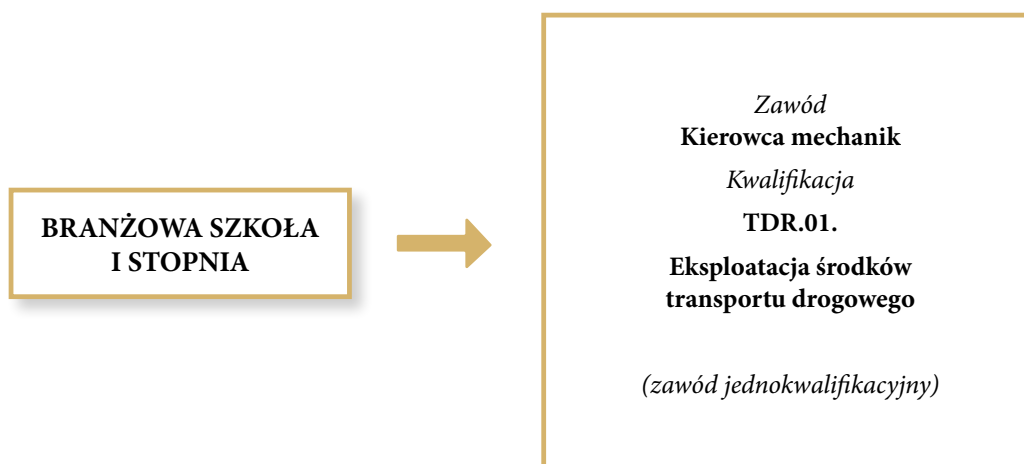 BRANŻOWA SZKOŁA
I STOPNIA
Zawód
Kierowca mechanik
Kwalifikacja
TDR.01.
Eksploatacja środków
transportu drogowego
(zawód jednokwalifikacyjny)